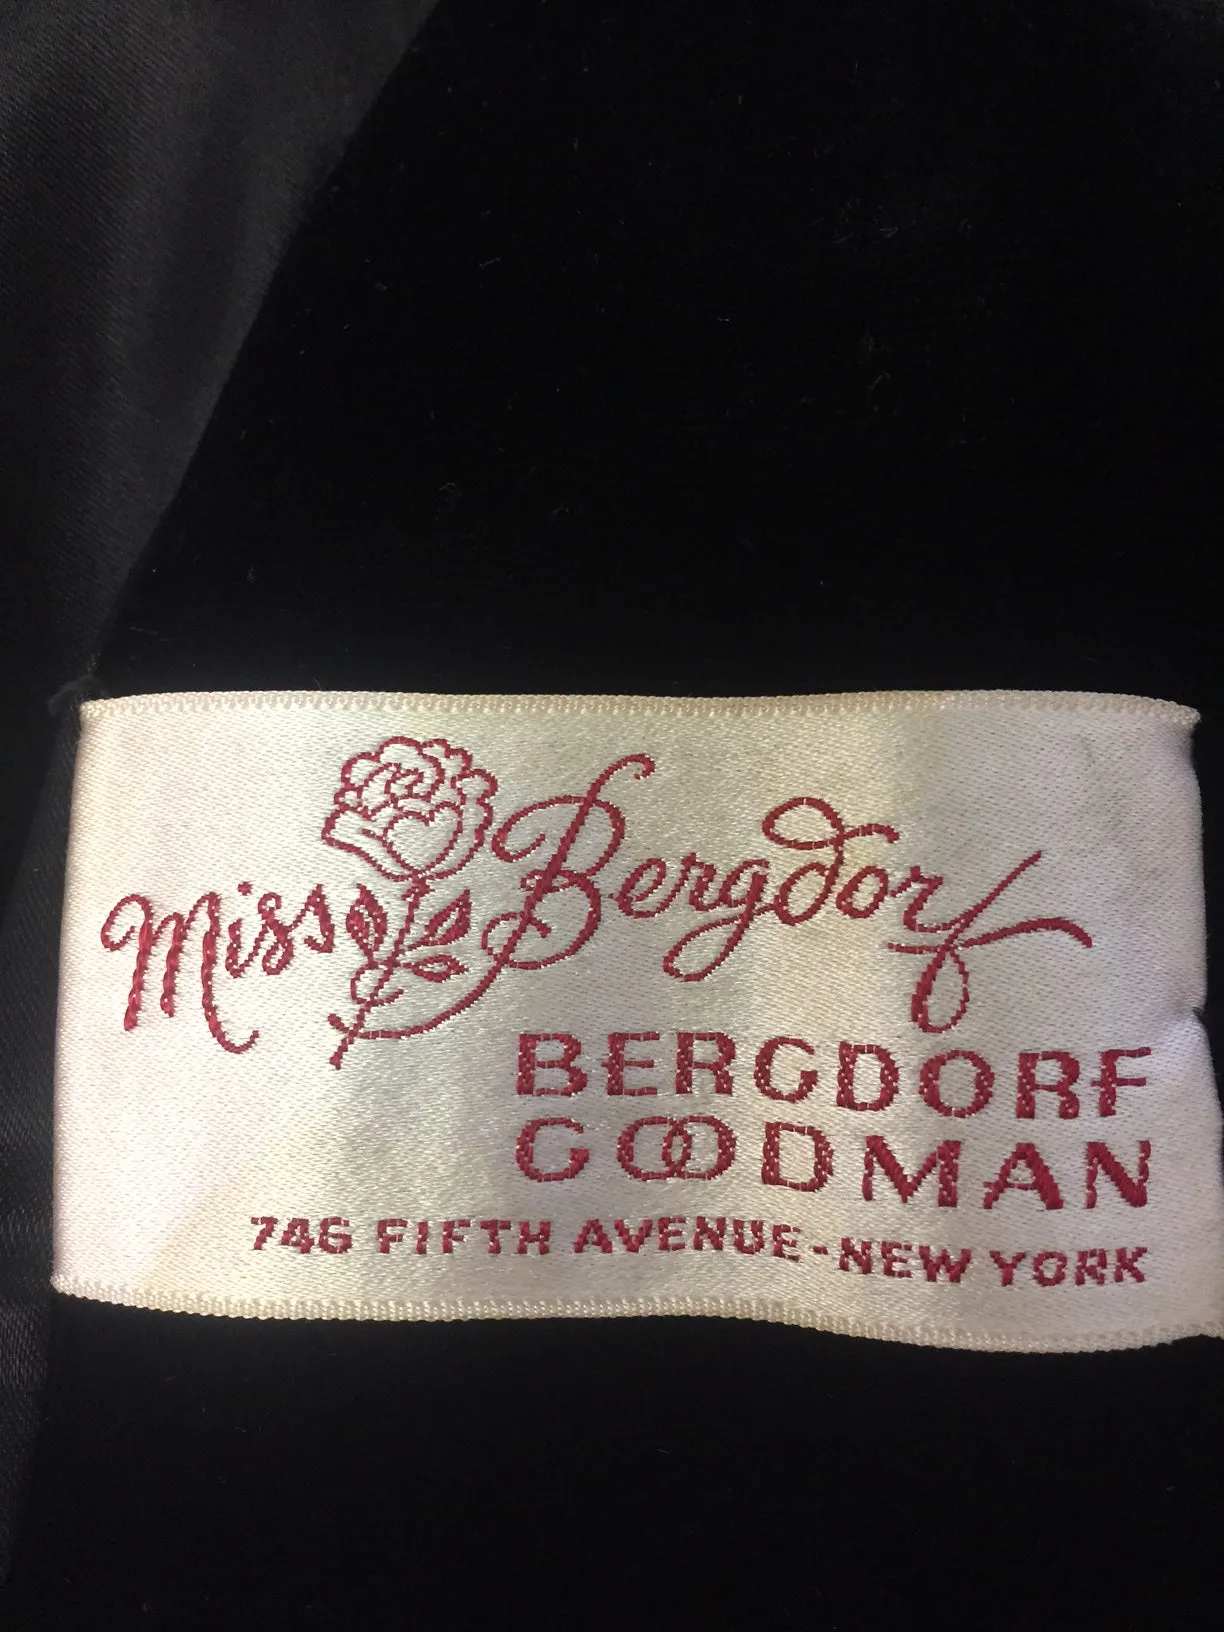 Miss Bergdorf
BERGDORF
GOODMAN
746 FIFTH AVENUE-NEW YORK